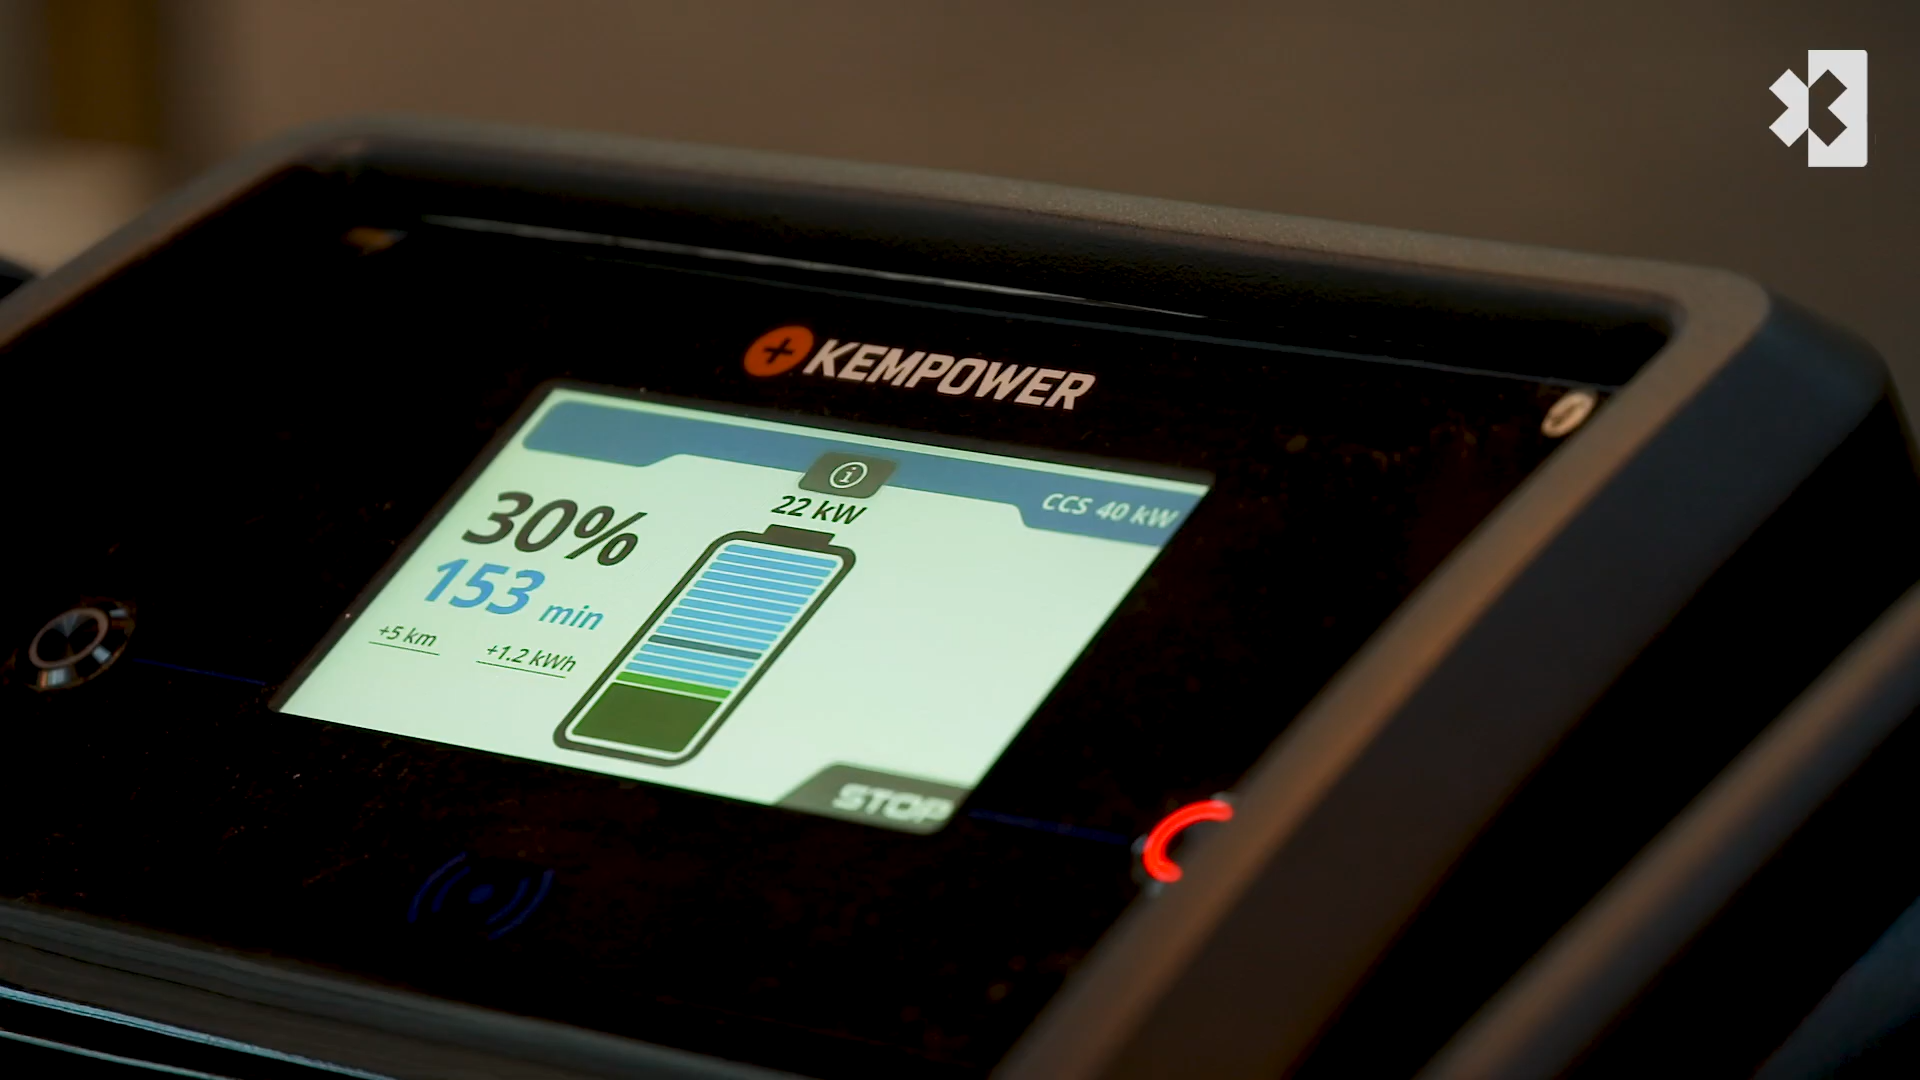 KEMPOWER
CCS 40 kW
22 kW
30%
153 min
+5 km +1.2 kWh
STOP